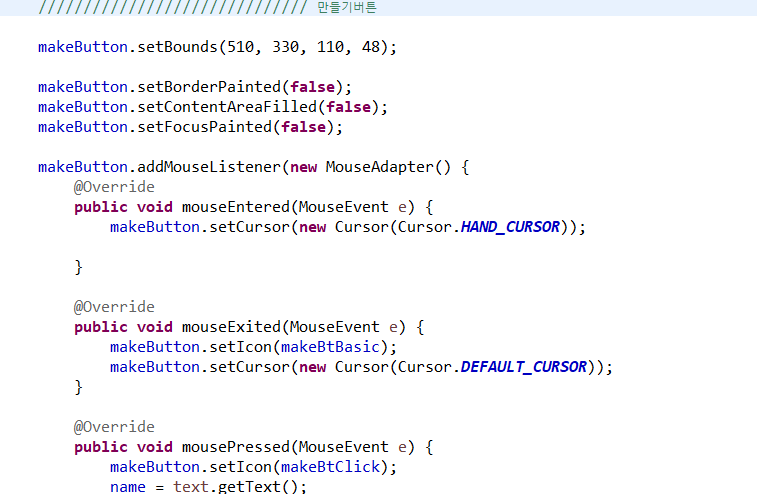 ////////////////////////////// 만들기버튼
makeButton.setBounds(510, 330, 110, 48);
makeButton.setBorderPainted(false);
makeButton.setContentAreaFilled(false);
makeButton.setFocusPainted(false);
makeButton.addMouseListener(new MouseAdapter() {
@Override
public void mouseEntered(MouseEvent e) {
makeButton.setCursor(new Cursor(Cursor.HAND_CURSOR));
}
@Override
public void mouseExited(MouseEvent e) {
makeButton.setIcon(makeBtBasic);
makeButton.setCursor(new Cursor(Cursor.DEFAULT_CURSOR));
}
@Override
public void mousePressed(MouseEvent e) {
makeButton.setIcon(makeBtClick);
name = text.getText();